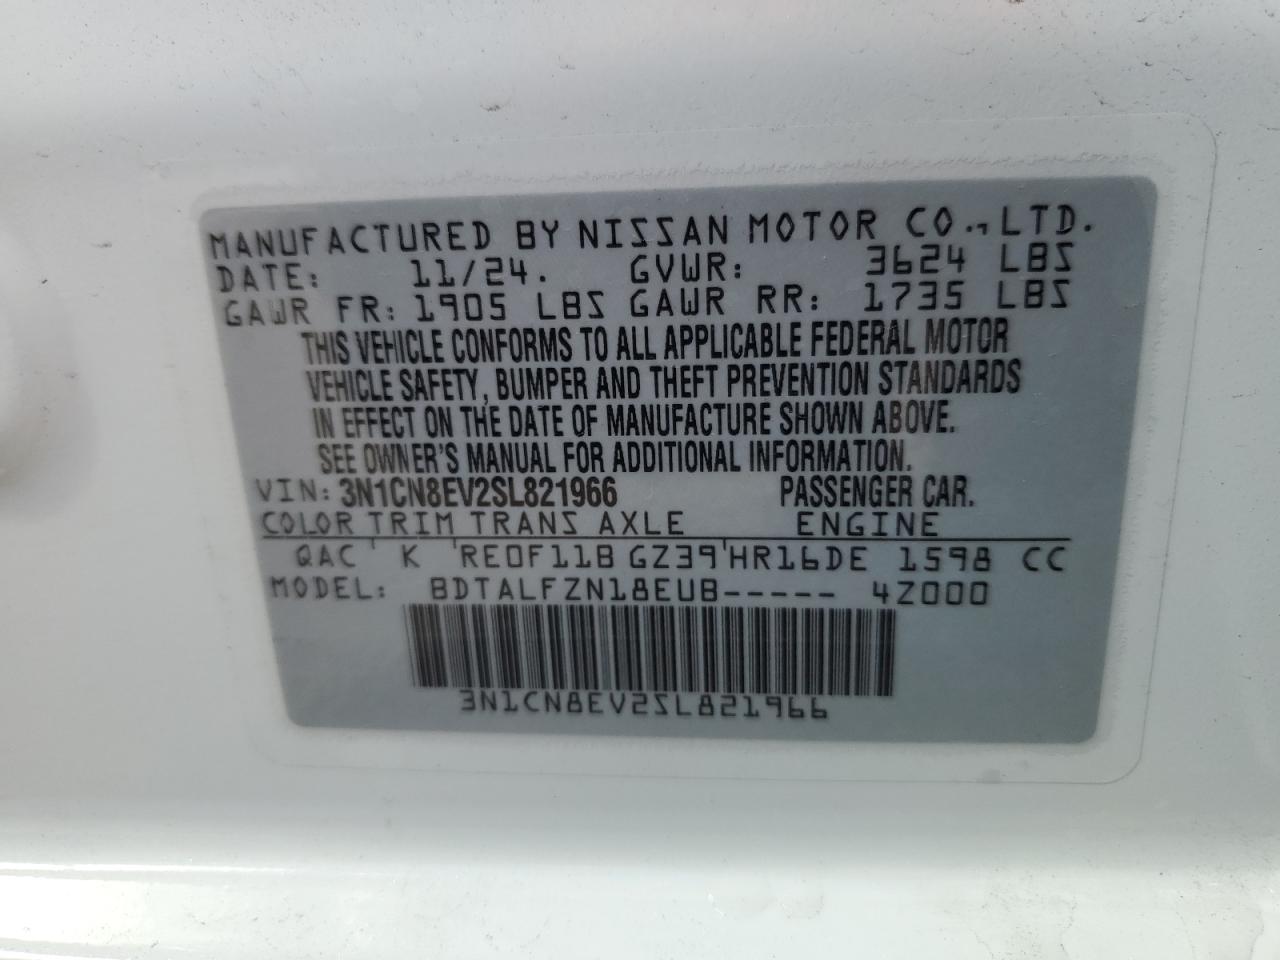 MANUFACTURED BY NISSAN MOTOR CO., LTD.
DATE: 11/24. GVWR: 3624 LBS
GAWR FR: 1905 LBS GAWR RR: 1735 LBS
THIS VEHICLE CONFORMS TO ALL APPLICABLE FEDERAL MOTOR
VEHICLE SAFETY, BUMPER AND THEFT PREVENTION STANDARDS
IN EFFECT ON THE DATE OF MANUFACTURE SHOWN ABOVE.
SEE OWNER'S MANUAL FOR ADDITIONAL INFORMATION.
VIN: 3N1CN8EV2SL821966 PASSENGER CAR.
COLOR TRIM TRANS AXLE ENGINE
QAC K RE0F11B GZ39 HR16DE 1598 CC
MODEL: BDTALFZN18EUB----- 4Z000
3N1CN8EV2SL821966